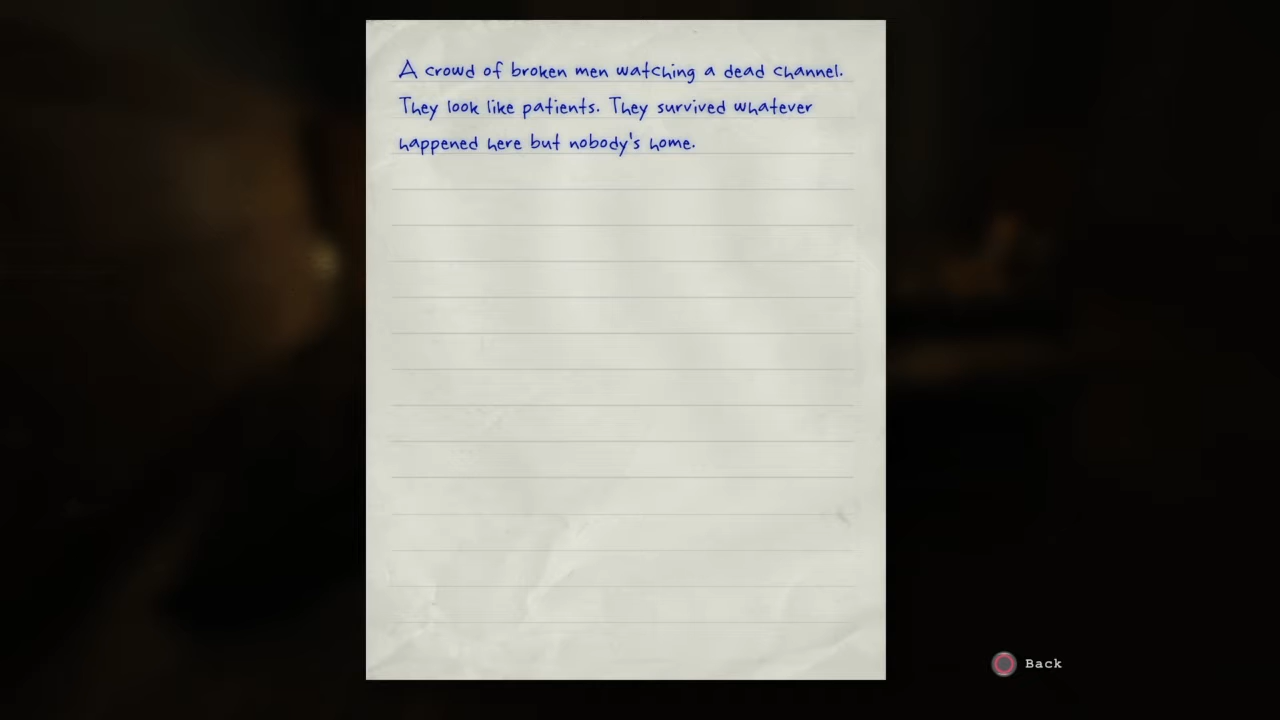 A crowd of broken men watching a dead channel.
They look like patients. They survived whatever
happened here but nobody's home.
Back